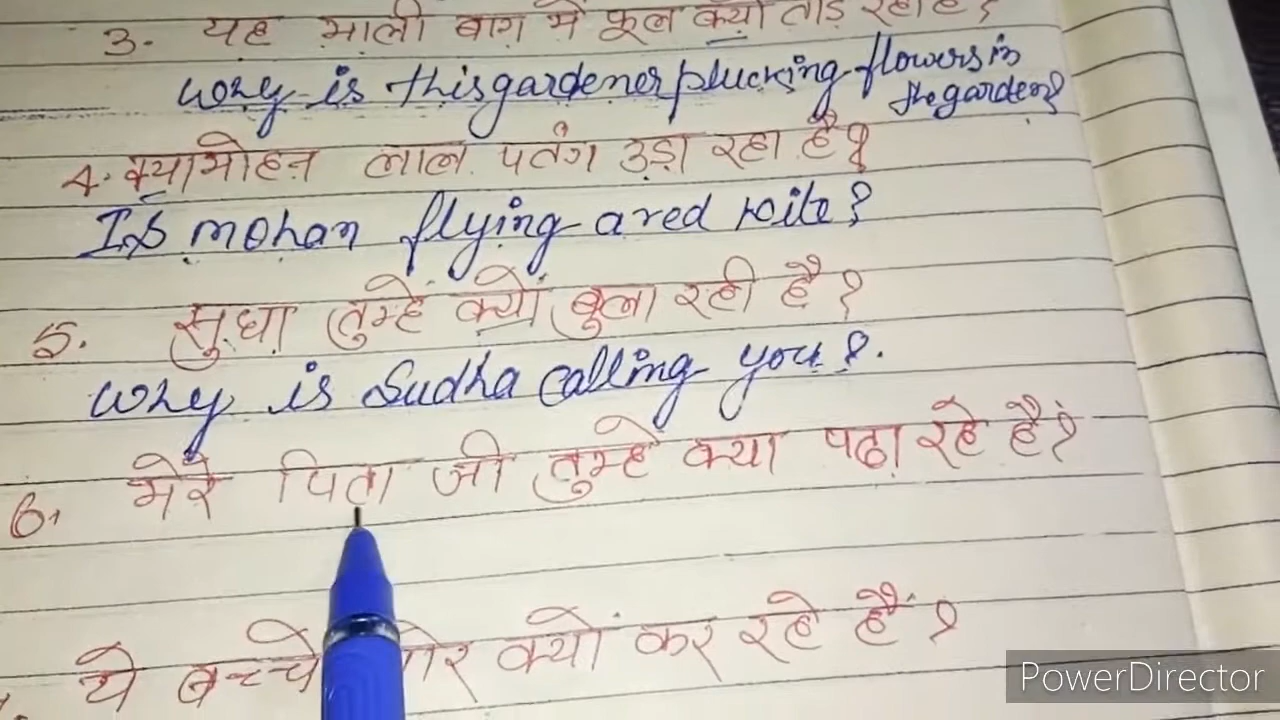 3. यह माली बाग में फूल क्यों तोड़ रहा है ?
Why is this gardener plucking flowers in
the garden?
4. क्या मोहन लाल पतंग उड़ा रहा है ?
Is mohan flying a red kite?
5. सुधा तुम्हें क्यों बुला रही है ?
Why is Sudha calling you?.
6. मेरे पिता जी तुम्हे क्या पढा रहे हैं?
ये बच्चे क्यों कर रहे हैं ?
PowerDirector